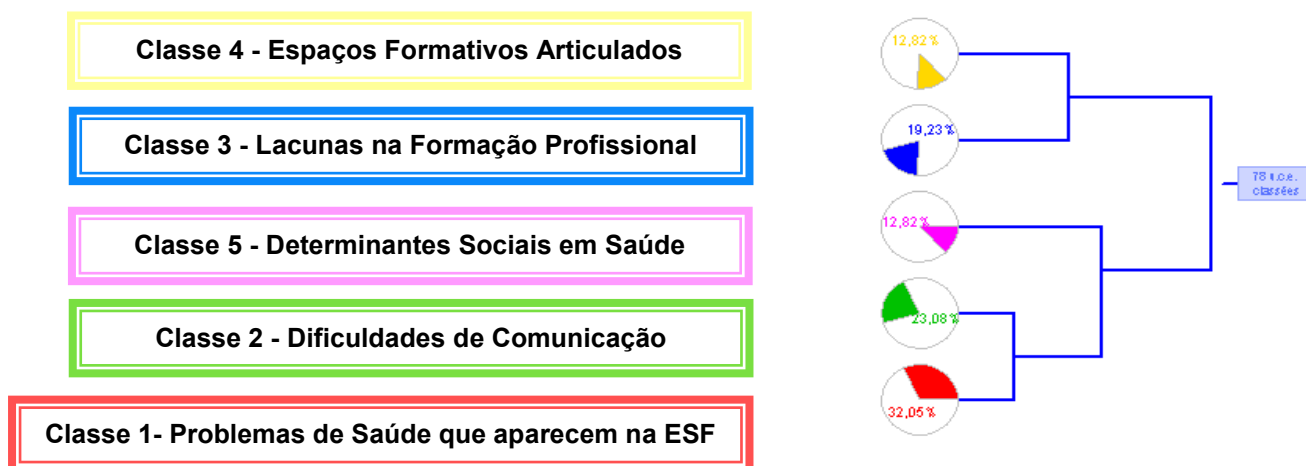 Classe 4 - Espaços Formativos Articulados
12,82%
Classe 3 - Lacunas na Formação Profissional
19,23%
78 u.c.e.
classées
Classe 5 - Determinantes Sociais em Saúde
12,82%
Classe 2 - Dificuldades de Comunicação
23,08%
Classe 1- Problemas de Saúde que aparecem na ESF
32,05%